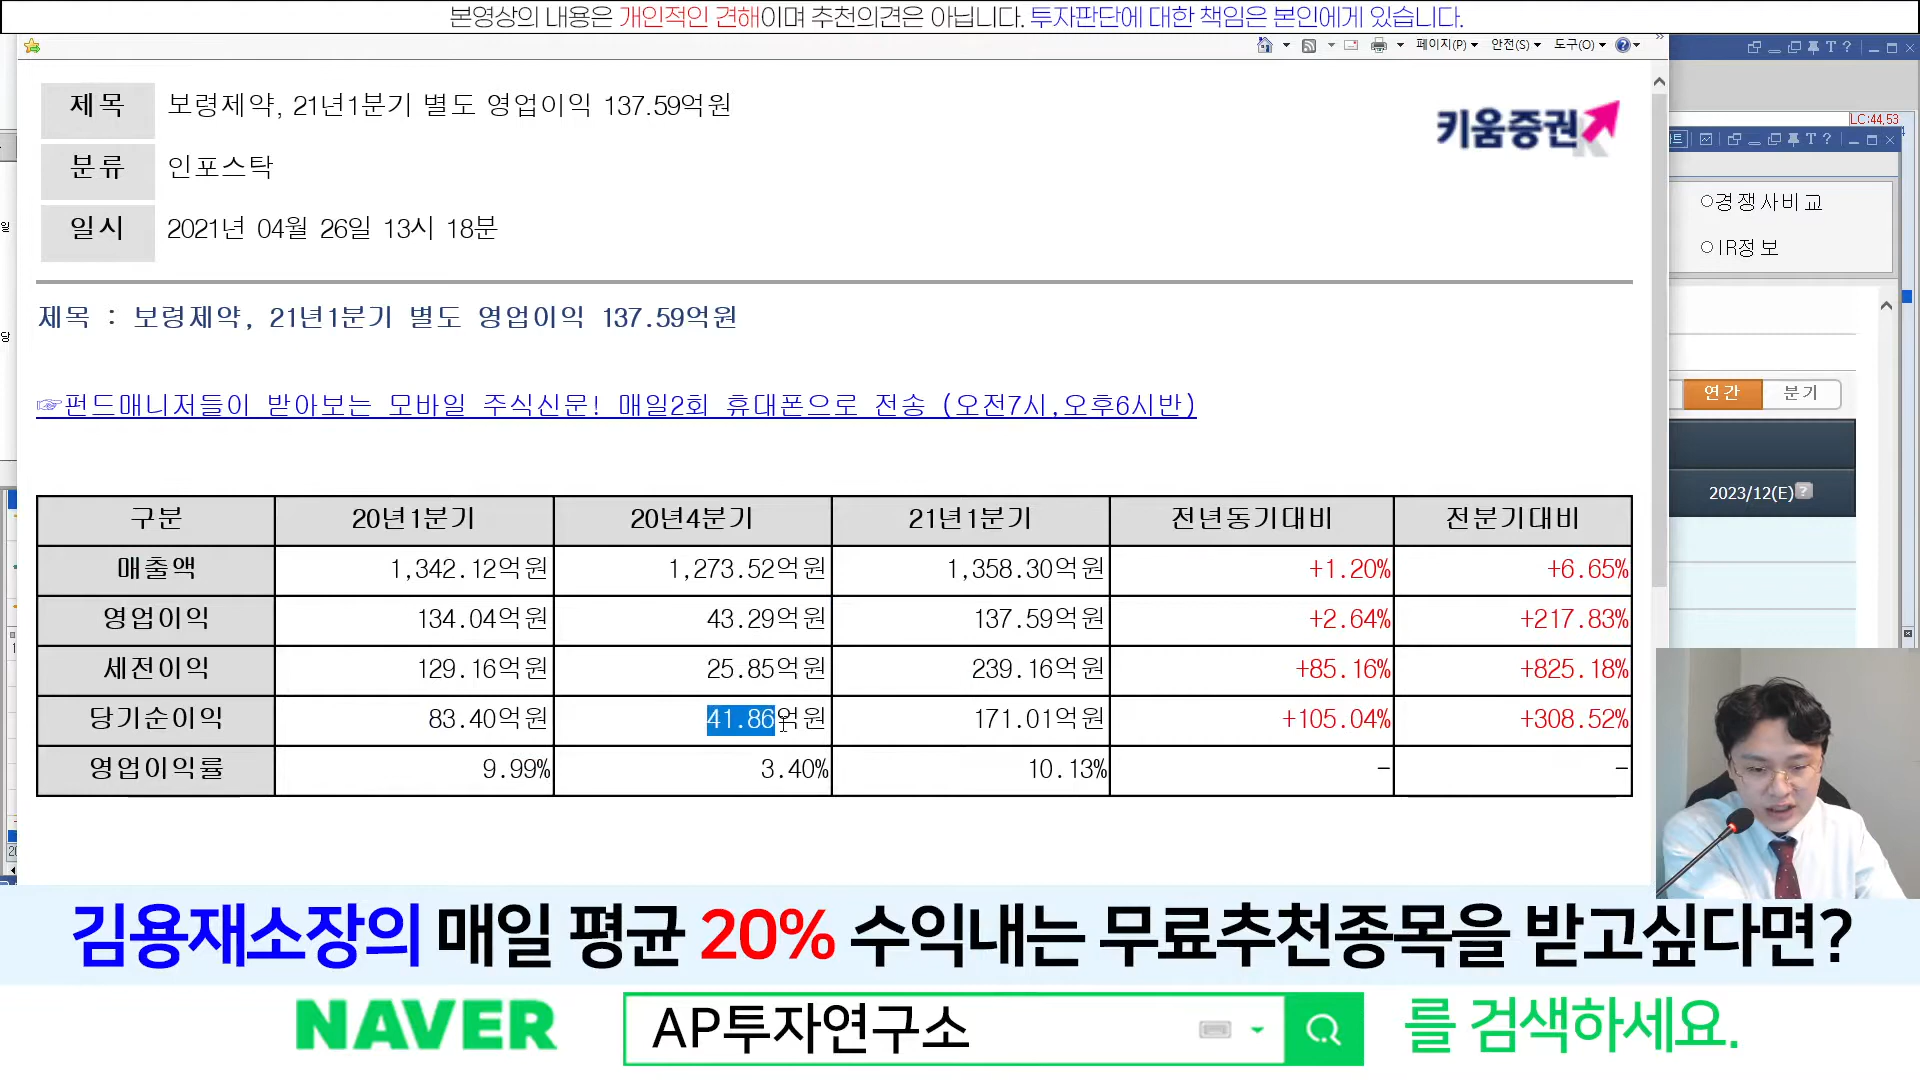 본영상의 내용은 개인적인 견해이며 추천의견은 아닙니다. 투자판단에 대한 책임은 본인에게 있습니다.
페이지(P) 안전(S) 도구(O)
제목 보령제약, 21년1분기 별도 영업이익 137.59억원
키움증권
LC:44,53
분류 인포스탁
○경쟁사비교
일시 2021년 04월 26일 13시 18분
○IR정보
제목 : 보령제약, 21년1분기 별도 영업이익 137.59억원
☞펀드매니저들이 받아보는 모바일 주식신문! 매일2회 휴대폰으로 전송 (오전7시,오후6시반)
연간 분기
2023/12(E)
구분 20년1분기 20년4분기 21년1분기 전년동기대비 전분기대비
매출액 1,342.12억원 1,273.52억원 1,358.30억원 +1.20% +6.65%
영업이익 134.04억원 43.29억원 137.59억원 +2.64% +217.83%
세전이익 129.16억원 25.85억원 239.16억원 +85.16% +825.18%
당기순이익 83.40억원 41.86억원 171.01억원 +105.04% +308.52%
영업이익률 9.99% 3.40% 10.13% - -
김용재소장의 매일 평균 20% 수익내는 무료추천종목을 받고싶다면?
NAVER AP투자연구소 를 검색하세요.